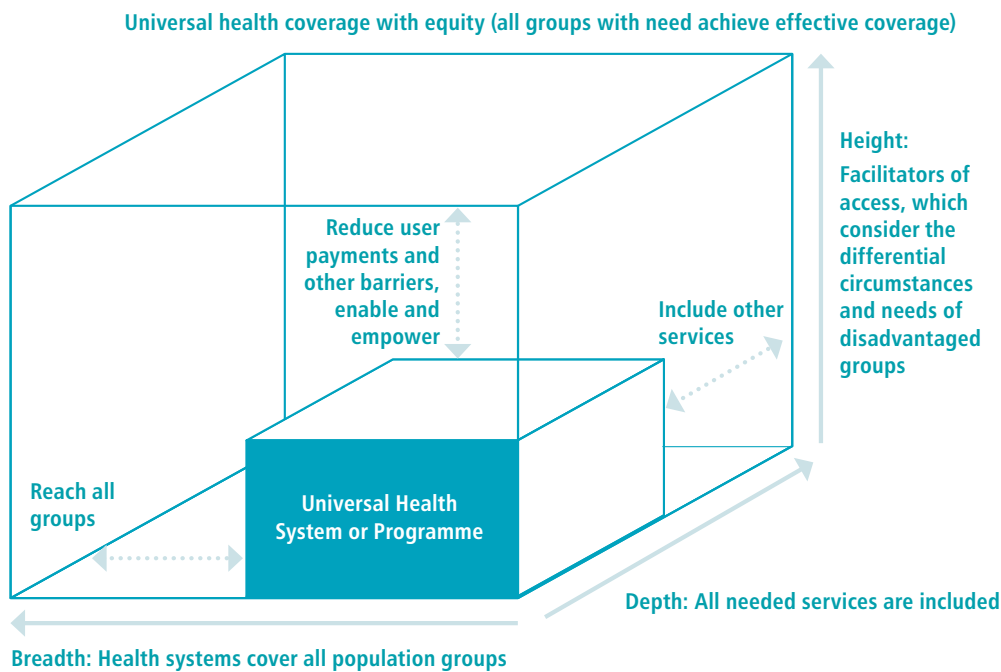 Universal health coverage with equity (all groups with need achieve effective coverage)
Height:
Facilitators of
access, which
consider the
differential
circumstances
and needs of
disadvantaged
groups
Reduce user
payments and
other barriers,
enable and
empower
Include other
services
Reach all
groups
Universal Health
System or Programme
Depth: All needed services are included
Breadth: Health systems cover all population groups